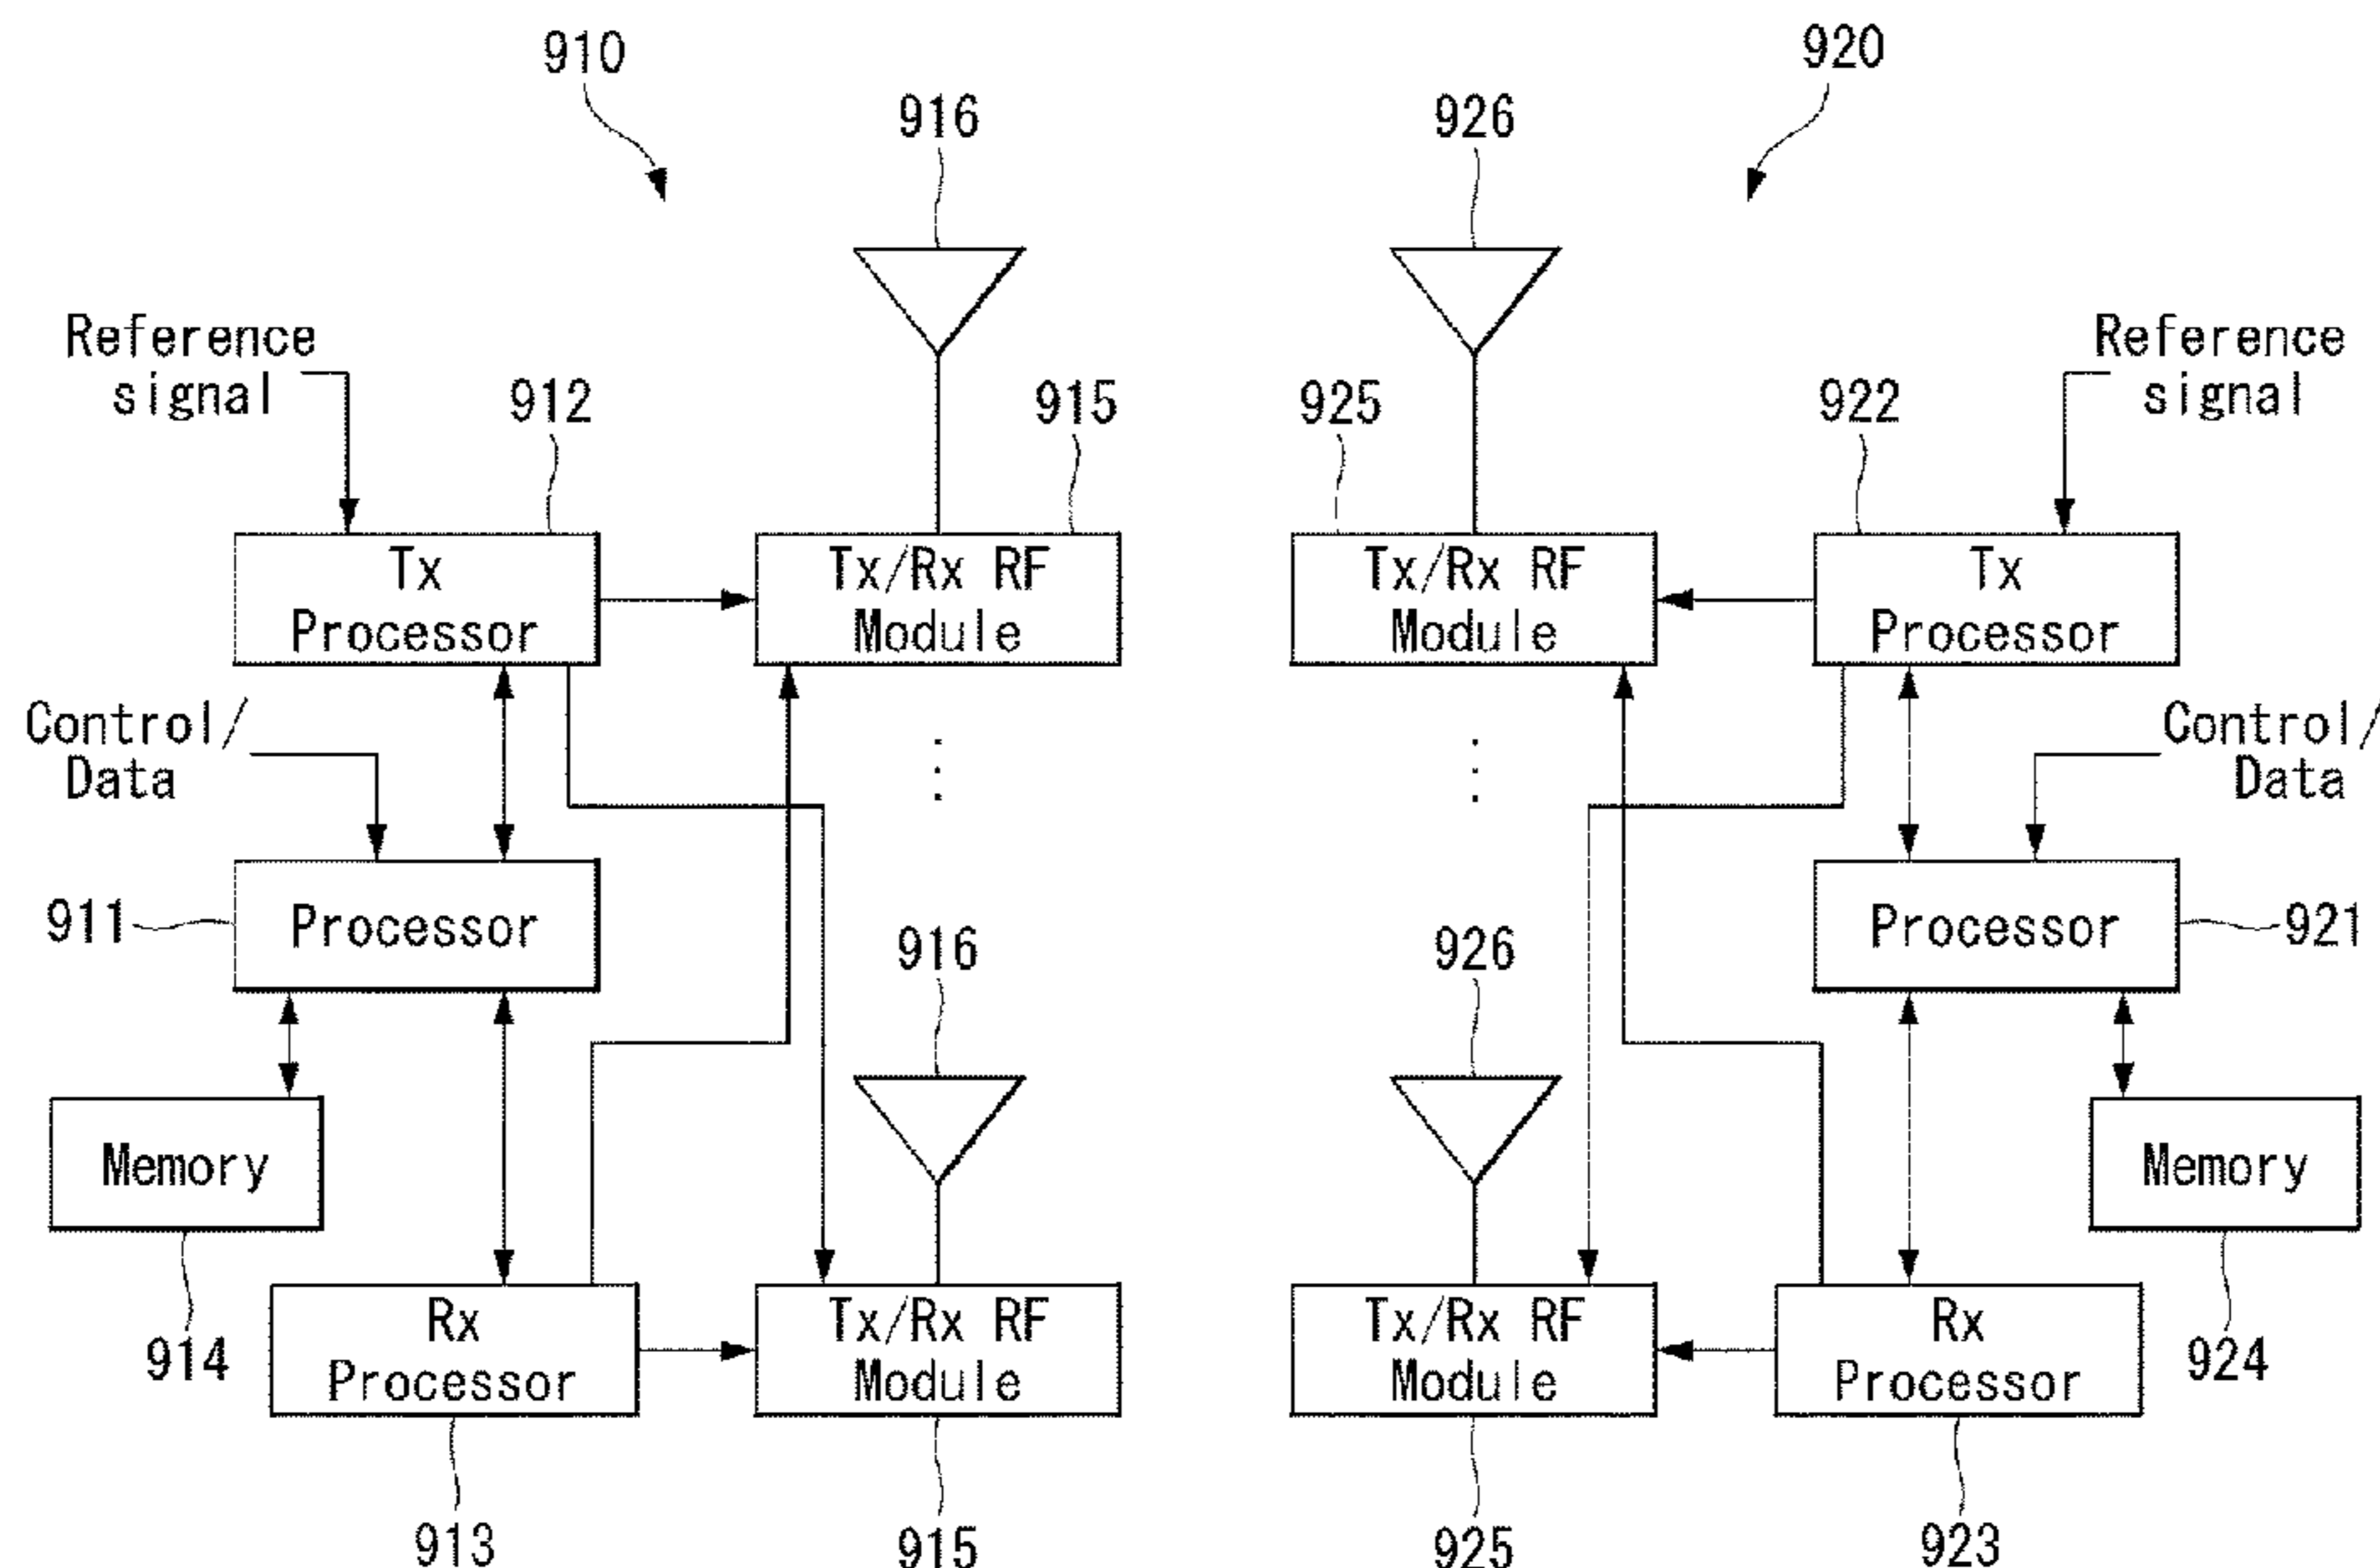 910
920
916
926
Reference
signal
912
915
925
922
Reference
signal
Tx
Processor
Tx/Rx RF
Module
Tx/Rx RF
Module
Tx
Processor
Control/
Data
Control/
Data
911
Processor
916
926
Processor
921
Memory
Memory
914
Rx
Processor
Tx/Rx RF
Module
Tx/Rx RF
Module
Rx
Processor
924
913
915
925
923